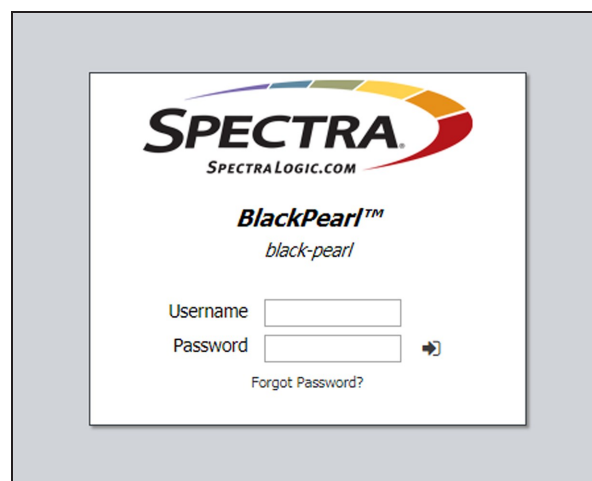 SPECTRA®
SPECTRALOGIC.COM
BlackPearl™
black-pearl
Username
Password
Forgot Password?